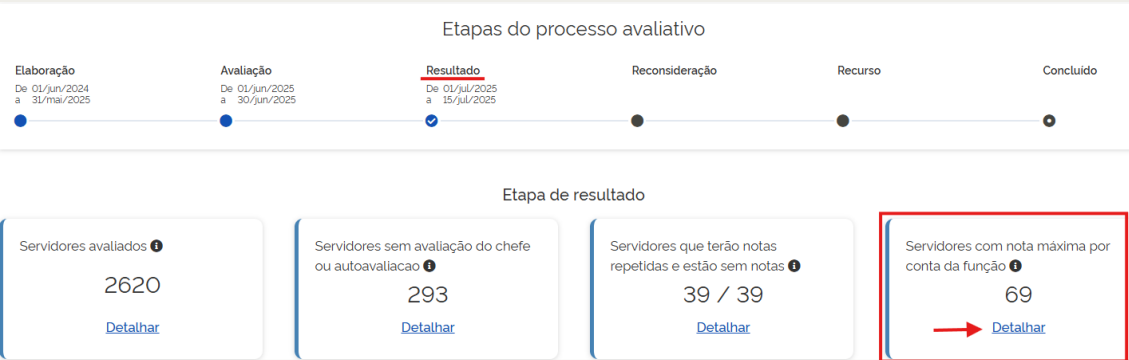 Etapas do processo avaliativo
Elaboração
De 01/jun/2024
a 31/mai/2025
Avaliação
De 01/jun/2025
a 30/jun/2025
Resultado
De 01/jul/2025
a 15/jul/2025
Reconsideração
Recurso
Concluído
Etapa de resultado
Servidores avaliados
2620
Detalhar
Servidores sem avaliação do chefe
ou autoavaliacao
293
Detalhar
Servidores que terão notas
repetidas e estão sem notas
39 / 39
Detalhar
Servidores com nota máxima por
conta da função
69
Detalhar